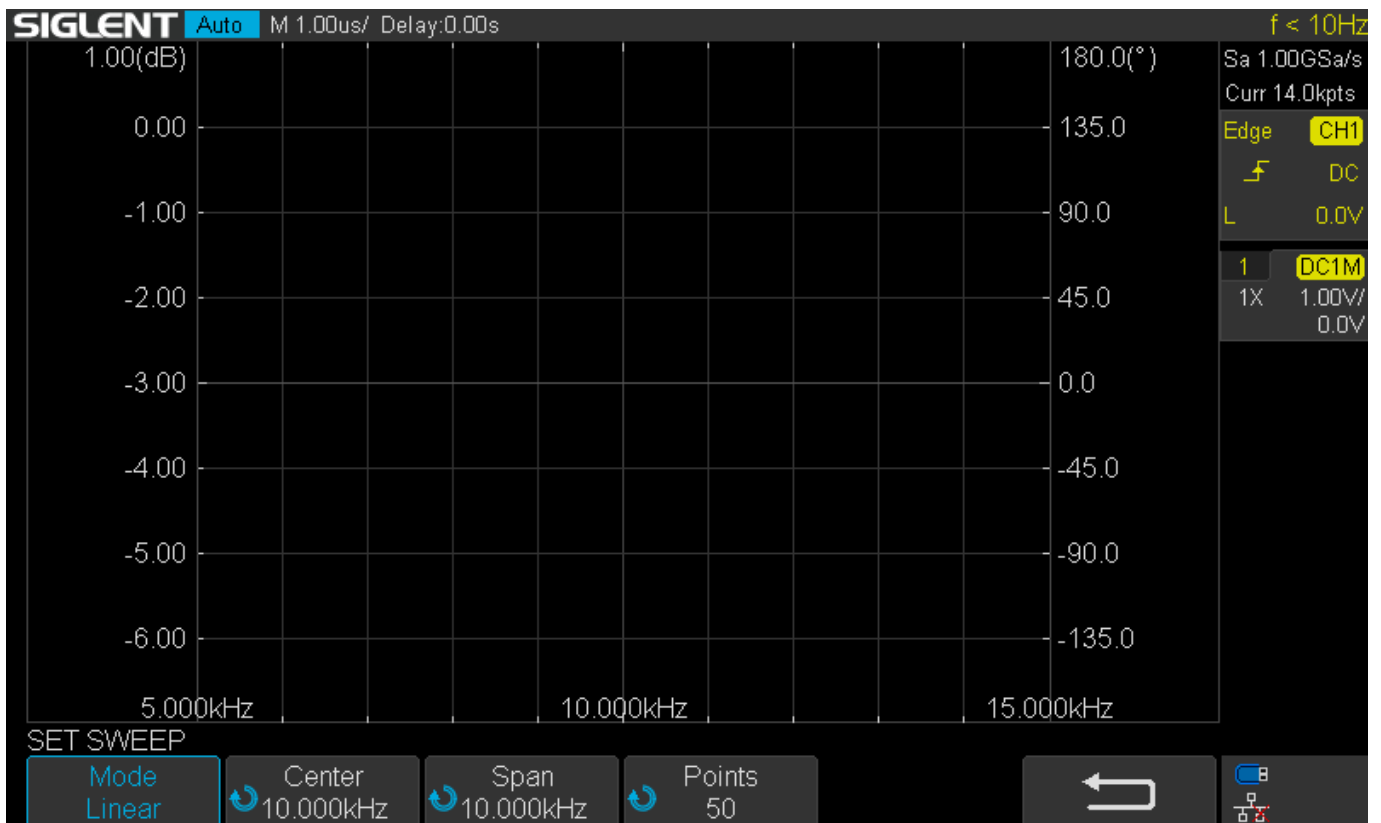 SIGLENT Auto M 1.00us/ Delay:0.00s f < 10Hz
1.00(dB) 180.0(°) Sa 1.00GSa/s
Curr 14.0kpts
0.00 135.0 Edge CH1
DC
-1.00 90.0 L 0.0V
1 DC1M
-2.00 45.0 1X 1.00V/
0.0V
-3.00 0.0
-4.00 -45.0
-5.00 -90.0
-6.00 -135.0
5.000kHz 10.000kHz 15.000kHz
SET SWEEP
Mode Center Span Points
Linear 10.000kHz 10.000kHz 50